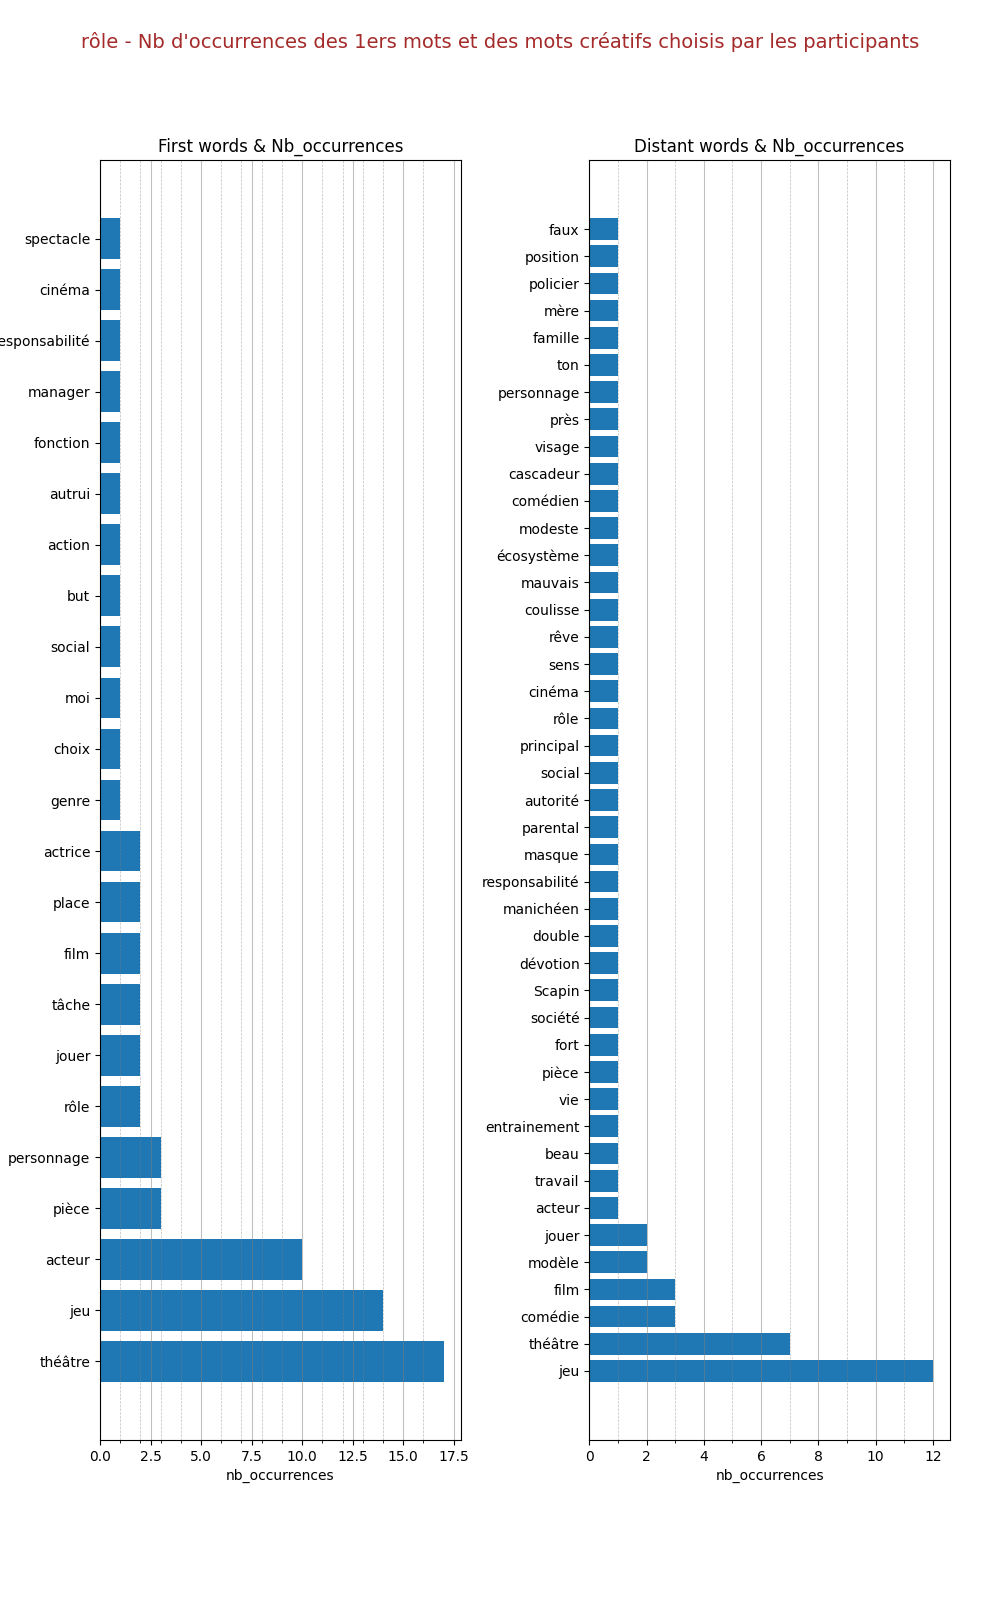 rôle - Nb d'occurrences des 1ers mots et des mots créatifs choisis par les participants
First words & Nb_occurrences
spectacle
cinéma
esponsabilité
manager
fonction
autrui
action
but
social
moi
choix
genre
actrice
place
film
tâche
jouer
rôle
personnage
pièce
acteur
jeu
théâtre
0.0 2.5 5.0 7.5 10.0 12.5 15.0 17.5
nb_occurrences
Distant words & Nb_occurrences
faux
position
policier
mère
famille
ton
personnage
près
visage
cascadeur
comédien
modeste
écosystème
mauvais
coulisse
rêve
sens
cinéma
rôle
principal
social
autorité
parental
masque
responsabilité
manichéen
double
dévotion
Scapin
société
fort
pièce
vie
entrainement
beau
travail
acteur
jouer
modèle
film
comédie
théâtre
jeu
0 2 4 6 8 10 12
nb_occurrences